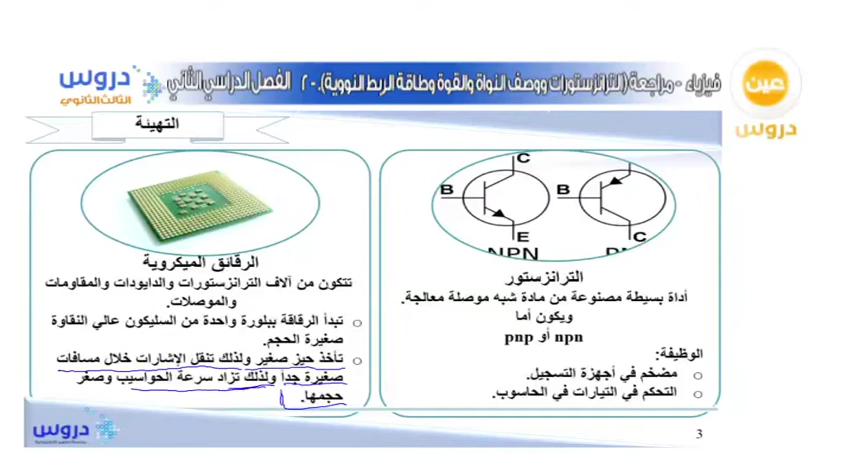 فيزياء - مراجعة (الترانزستورات ووصف النواة والقوة وطاقة الربط النووية). - ٢ الفصل الدراسي الثاني
عين
دروس
دروس
الثالث الثانوي
التهيئة
C
B
E
NPN
B
C
الترانزستور
أداة بسيطة مصنوعة من مادة شبه موصلة معالجة.
ويكون أما
npn أو pnp
الوظيفة:
مضخم في أجهزة التسجيل.
التحكم في التيارات في الحاسوب.
الرقائق الميكروية
تتكون من آلاف الترانزستورات والدايودات والمقاومات
والموصلات.
تبدأ الرقاقة ببلورة واحدة من السليكون عالي النقاوة
صغيرة الحجم.
تأخذ حيز صغير ولذلك تنقل الإشارات خلال مسافات
صغيرة جداً ولذلك تزاد سرعة الحواسيب وصغر
حجمها.
دروس
3